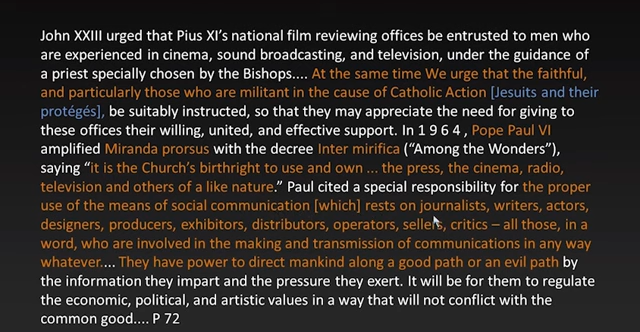 John XXIII urged that Pius XI's national film reviewing offices be entrusted to men who
are experienced in cinema, sound broadcasting, and television, under the guidance of
a priest specially chosen by the Bishops.... At the same time We urge that the faithful,
and particularly those who are militant in the cause of Catholic Action [Jesuits and their
protégés], be suitably instructed, so that they may appreciate the need for giving to
these offices their willing, united, and effective support. In 1 9 6 4 , Pope Paul VI
amplified Miranda prorsus with the decree Inter mirifica (“Among the Wonders”),
saying “it is the Church's birthright to use and own ... the press, the cinema, radio,
television and others of a like nature.” Paul cited a special responsibility for the proper
use of the means of social communication [which] rests on journalists, writers, actors,
designers, producers, exhibitors, distributors, operators, sellers, critics – all those, in a
word, who are involved in the making and transmission of communications in any way
whatever.... They have power to direct mankind along a good path or an evil path by
the information they impart and the pressure they exert. It will be for them to regulate
the economic, political, and artistic values in a way that will not conflict with the
common good.... P 72